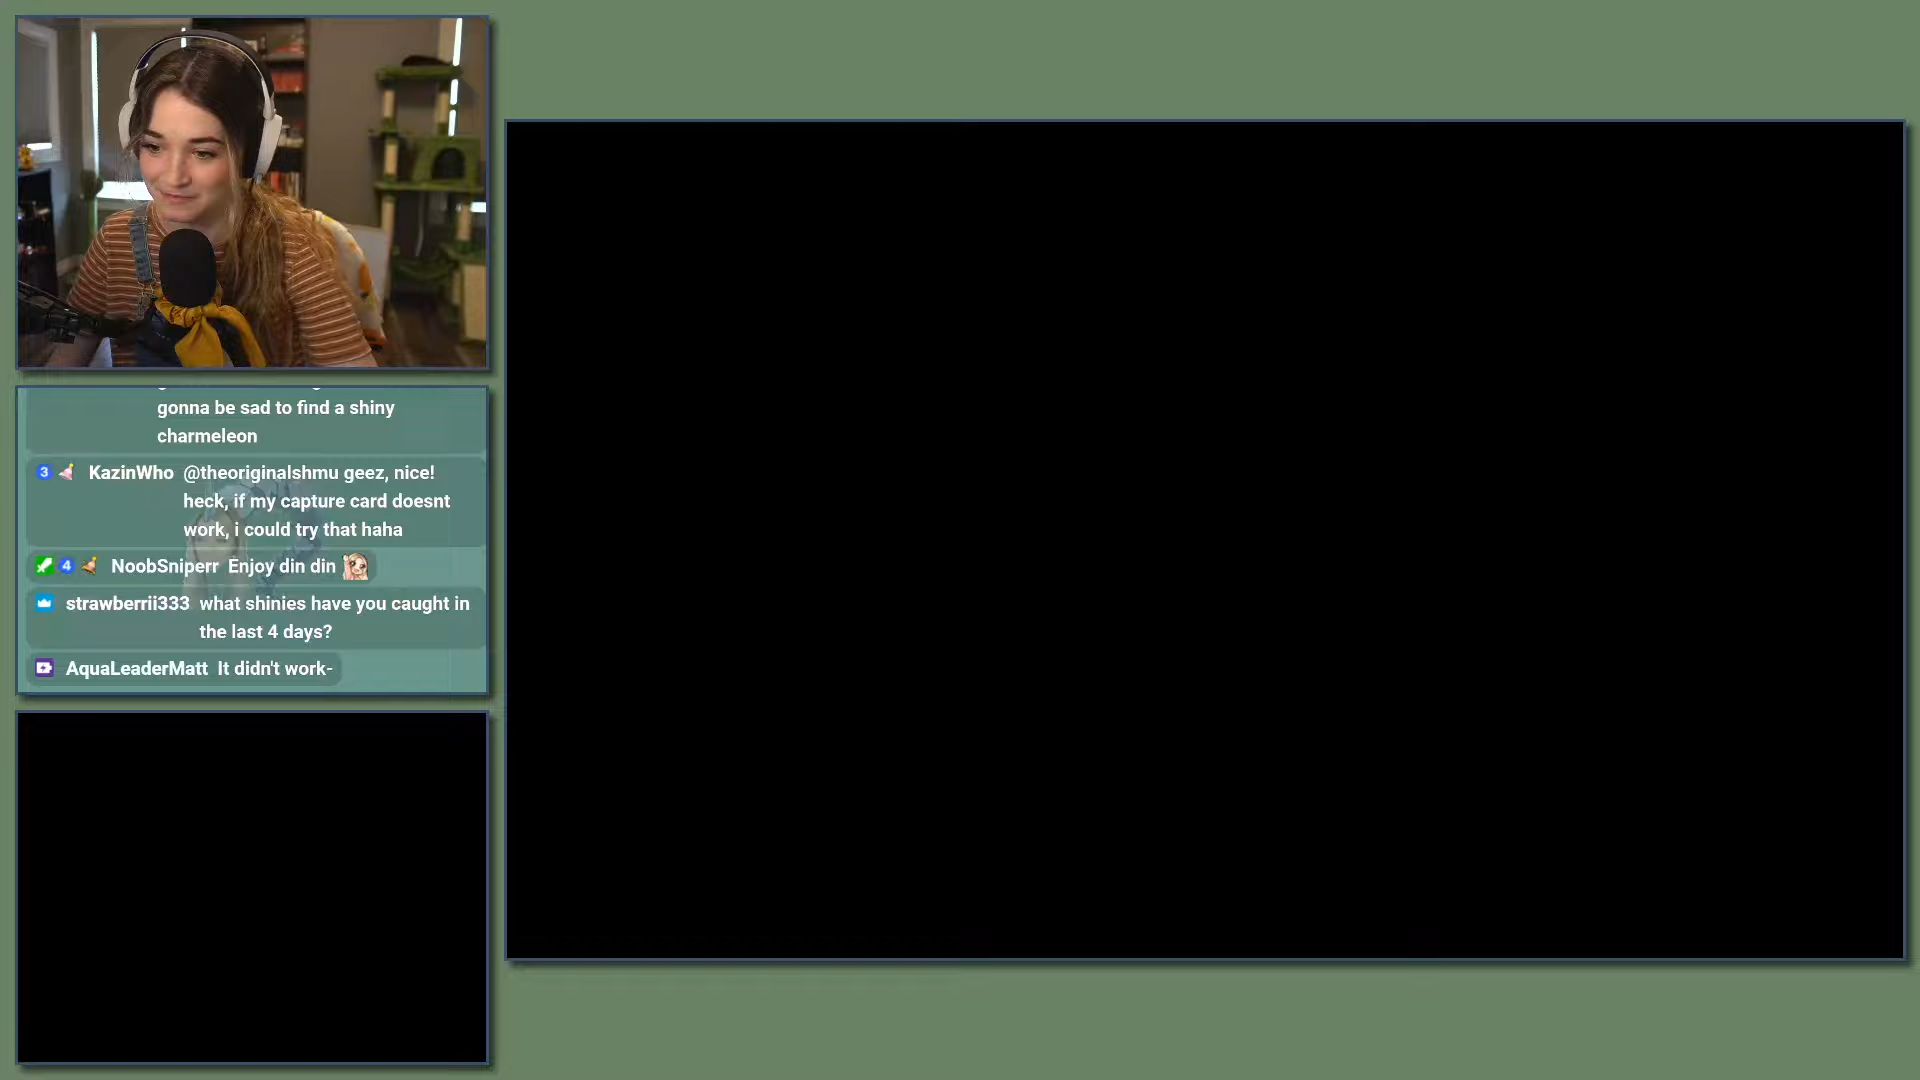 gonna be sad to find a shiny
charmeleon
3 KazinWho @theoriginalshmu geez, nice!
heck, if my capture card doesnt
work, i could try that haha
4 NoobSniperr Enjoy din din
strawberrii333 what shinies have you caught in
the last 4 days?
AquaLeaderMatt It didn't work-